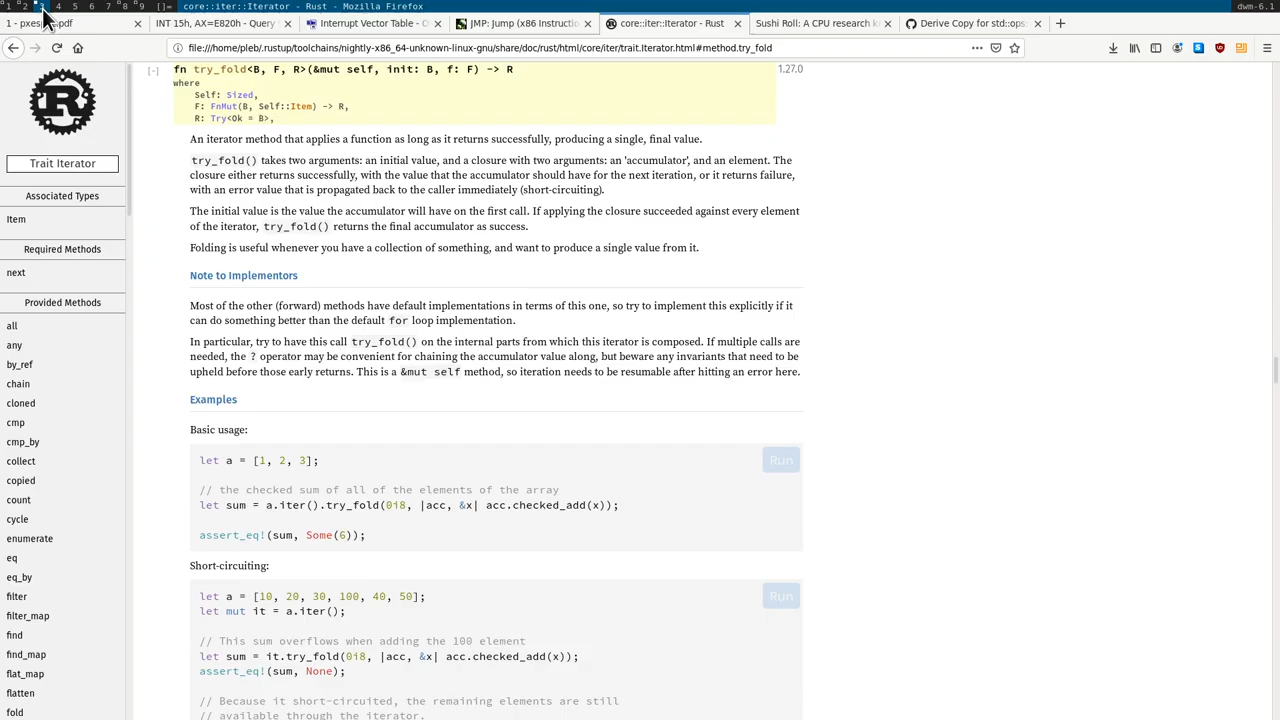 1 2 3 4 5 6 7 8 9 []= core::iter::Iterator - Rust - Mozilla Firefox dwm-6.1
INT 15h, AX=E820h - Query Interrupt Vector Table - O JMP: Jump (x86 Instruc core::iter::Iterator - Rust Sushi Roll: A CPU research k Derive Copy for std::ops:
file:///home/pleb/.rustup/toolchains/nightly-x86_64-unknown-linux-gnu/share/doc/rust/html/core/iter/trait.Iterator.html#method.try_fold
[-] fn try_fold<B, F, R>(&mut self, init: B, f: F) -> R 1.27.0
where
Self: Sized,
F: FnMut(B, Self::Item) -> R,
R: Try<Ok = B>,
An iterator method that applies a function as long as it returns successfully, producing a single, final value.
try_fold() takes two arguments: an initial value, and a closure with two arguments: an 'accumulator', and an element. The
closure either returns successfully, with the value that the accumulator should have for the next iteration, or it returns failure,
with an error value that is propagated back to the caller immediately (short-circuiting).
The initial value is the value the accumulator will have on the first call. If applying the closure succeeded against every element
of the iterator, try_fold() returns the final accumulator as success.
Folding is useful whenever you have a collection of something, and want to produce a single value from it.
Note to Implementors
Most of the other (forward) methods have default implementations in terms of this one, so try to implement this explicitly if it
can do something better than the default for loop implementation.
In particular, try to have this call try_fold() on the internal parts from which this iterator is composed. If multiple calls are
needed, the ? operator may be convenient for chaining the accumulator value along, but beware any invariants that need to be
upheld before those early returns. This is a &mut self method, so iteration needs to be resumable after hitting an error here.
Examples
Basic usage:
let a = [1, 2, 3];
Run
// the checked sum of all of the elements of the array
let sum = a.iter().try_fold(0i8, |acc, &x| acc.checked_add(x));
assert_eq!(sum, Some(6));
Short-circuiting:
let a = [10, 20, 30, 100, 40, 50];
Run
let mut it = a.iter();
// This sum overflows when adding the 100 element
let sum = it.try_fold(0i8, |acc, &x| acc.checked_add(x));
assert_eq!(sum, None);
// Because it short-circuited, the remaining elements are still
// available through the iterator.
Trait Iterator
Associated Types
Item
Required Methods
next
Provided Methods
all
any
by_ref
chain
cloned
cmp
cmp_by
collect
copied
count
cycle
enumerate
eq
eq_by
filter
filter_map
find
find_map
flat_map
flatten
fold